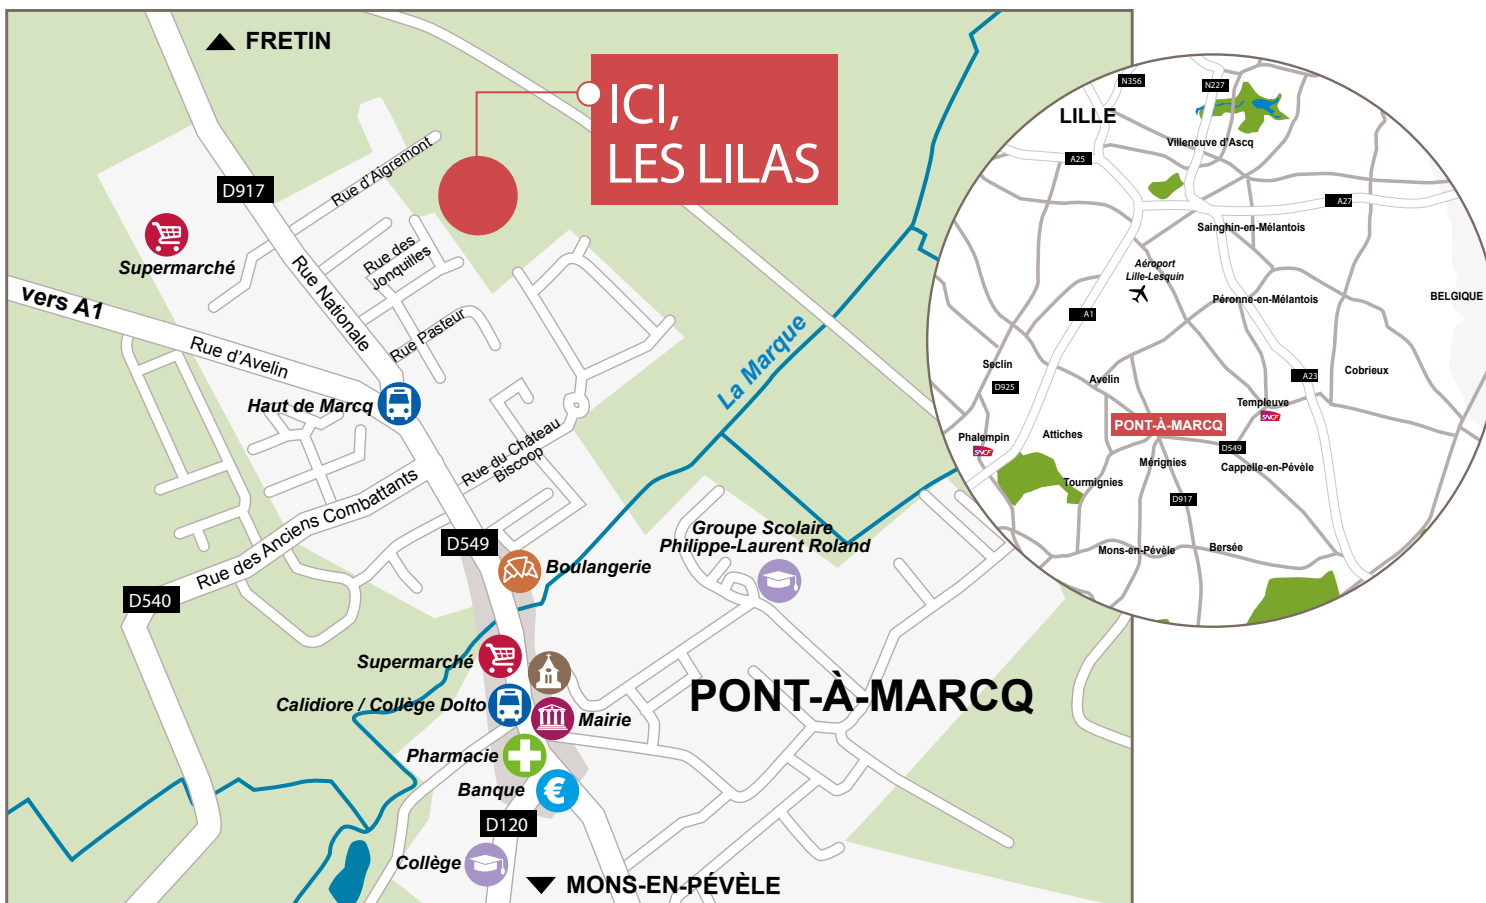 FRETIN
ICI,
LES LILAS
Rue d'Aigremont
D917
Supermarché
Rue des
Jonquilles
Rue Nationale
vers A1
Rue d'Avelin
Rue Pasteur
Haut de Marcq
La Marque
Rue du Château
Biscoop
Rue des Anciens Combattants
D549
Boulangerie
D540
Groupe Scolaire
Philippe-Laurent Roland
Supermarché
PONT-À-MARCQ
Calidiore / Collège Dolto
Mairie
Pharmacie
Banque
€
D120
Collège
MONS-EN-PÉVÈLE
N356
N227
LILLE
Villeneuve d'Ascq
A25
A27
Sainghin-en-Mélantois
Aéroport
Lille-Lesquin
Péronne-en-Mélantois
BELGIQUE
A1
Seclin
D925
Avelin
A23
Cobrieux
Templeuve
SNCF
PONT-À-MARCQ
Phalempin
SNCF
Attiches
D549
Mérignies
Cappelle-en-Pévèle
Tourmignies
D917
Mons-en-Pévèle
Bersée